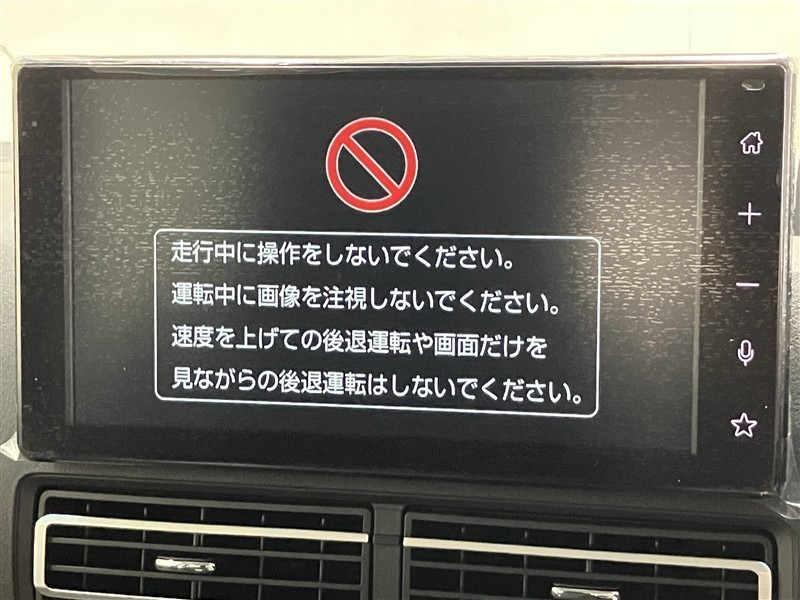 走行中に操作をしないでください。
運転中に画像を注視しないでください。
速度を上げての後退運転や画面だけを
見ながらの後退運転はしないでください。